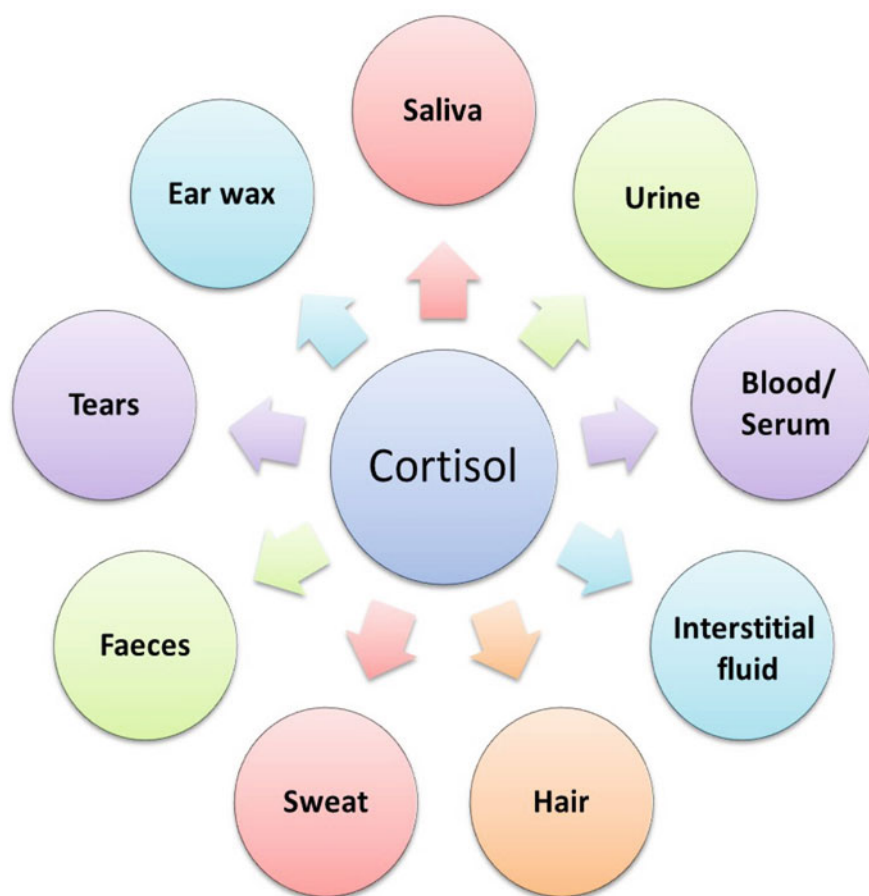 Saliva
Urine
Blood/
Serum
Interstitial
fluid
Hair
Sweat
Faeces
Tears
Ear wax
Cortisol